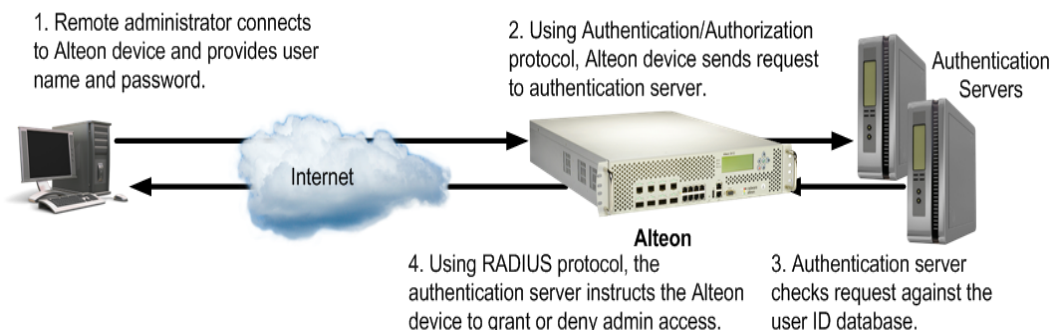 1. Remote administrator connects
to Alteon device and provides user
name and password.
2. Using Authentication/Authorization
protocol, Alteon device sends request
to authentication server.
Authentication
Servers
Internet
Alteon
4. Using RADIUS protocol, the
authentication server instructs the Alteon
device to grant or deny admin access.
3. Authentication server
checks request against the
user ID database.